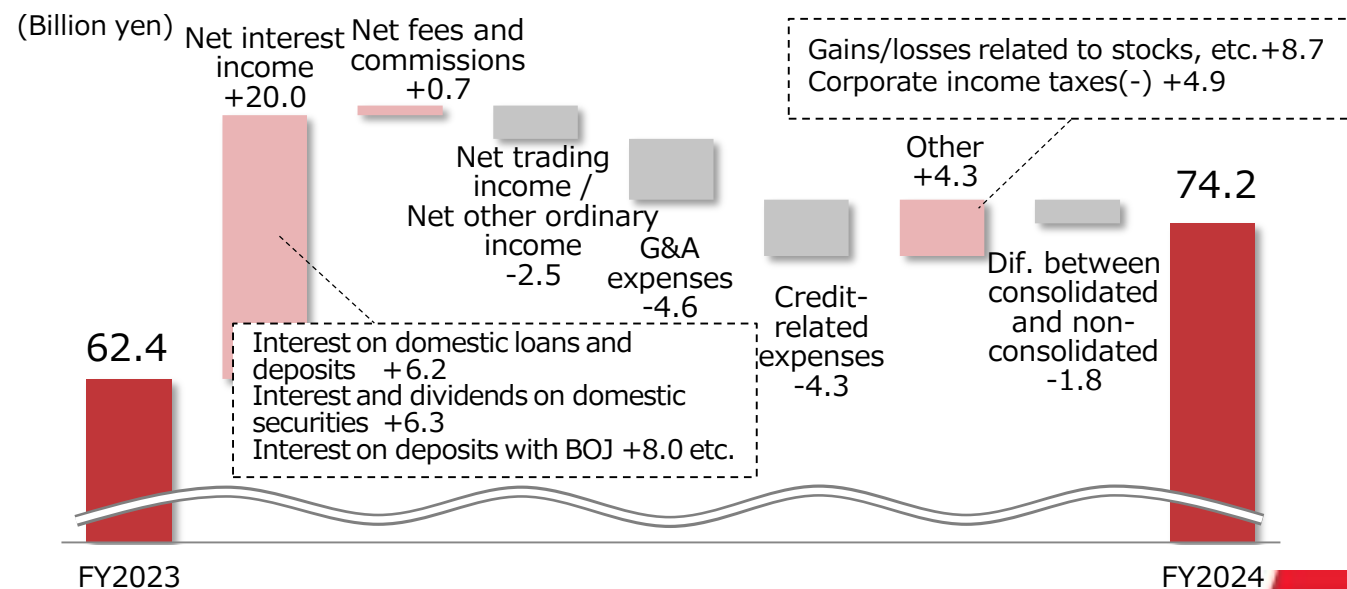 (Billion yen)
Net interest
income
+20.0
Net fees and
commissions
+0.7
Gains/losses related to stocks, etc.+8.7
Corporate income taxes(-) +4.9
Net trading
income /
Net other ordinary
income
-2.5
G&A
expenses
-4.6
Credit-
related
expenses
-4.3
Other
+4.3
Dif. between
consolidated
and non-
consolidated
-1.8
74.2
62.4
Interest on domestic loans and
deposits +6.2
Interest and dividends on domestic
securities +6.3
Interest on deposits with BOJ +8.0 etc.
FY2023
FY2024